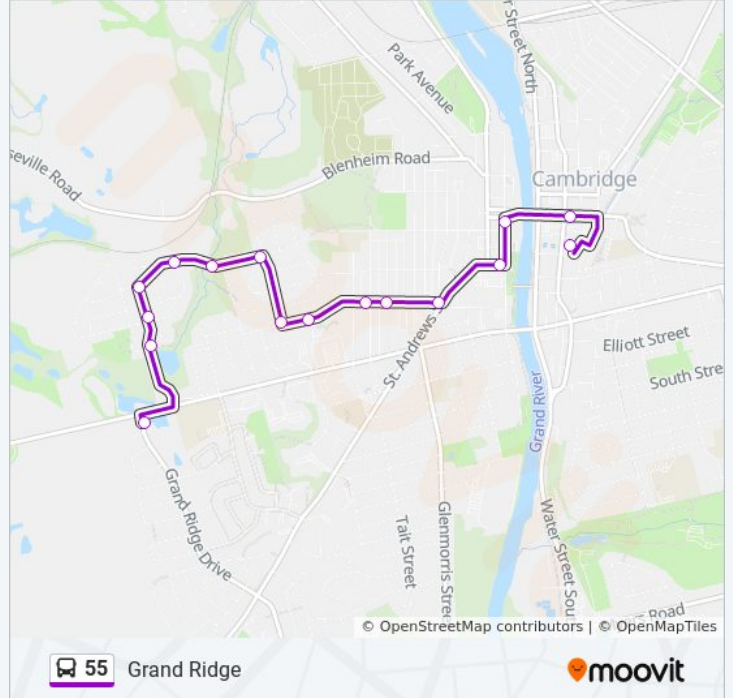 r Street North
Park Avenue
Blenheim Road
seville Road
Cambridge
St. Andrews
Elliott Street
South Stre
Grand River
Grand Ridge Drive
Tait Street
Glenmorris Stree
Water Street Sou
Road
© OpenStreetMap contributors | © OpenMapTiles
55 Grand Ridge
moovit